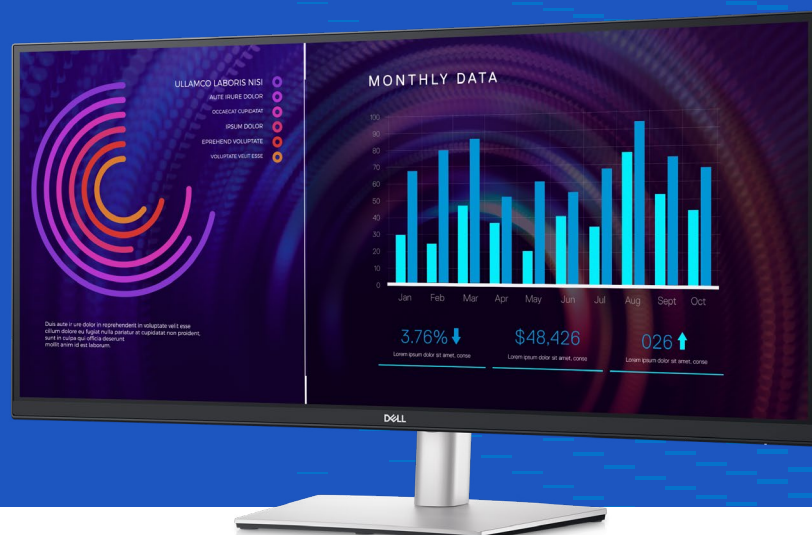 ULLAMCO LABORIS NISI
AUTE IRURE DOLOR
OCCAECAT CUPIDATAT
IPSUM DOLOR
EPREHEND VOLUPTATE
VOLUPTATE VELIT ESSE
Duis aute ir ure dolor in reprehenderit in voluptate velit esse
cillum dolore eu fugiat nulla pariatur at cupidatat non proident,
sunt in culpa qui officia deserunt
mollit anim id est laborum.
MONTHLY DATA
100
90
80
70
60
50
40
30
20
10
0
Jan Feb Mar Apr May Jun Jul Aug Sept Oct
3.76%
Lorem ipsum dolor sit amet, conse
$48,426
Lorem ipsum dolor sit amet, conse
026
Lorem ipsum dolor sit amet, conse
DELL